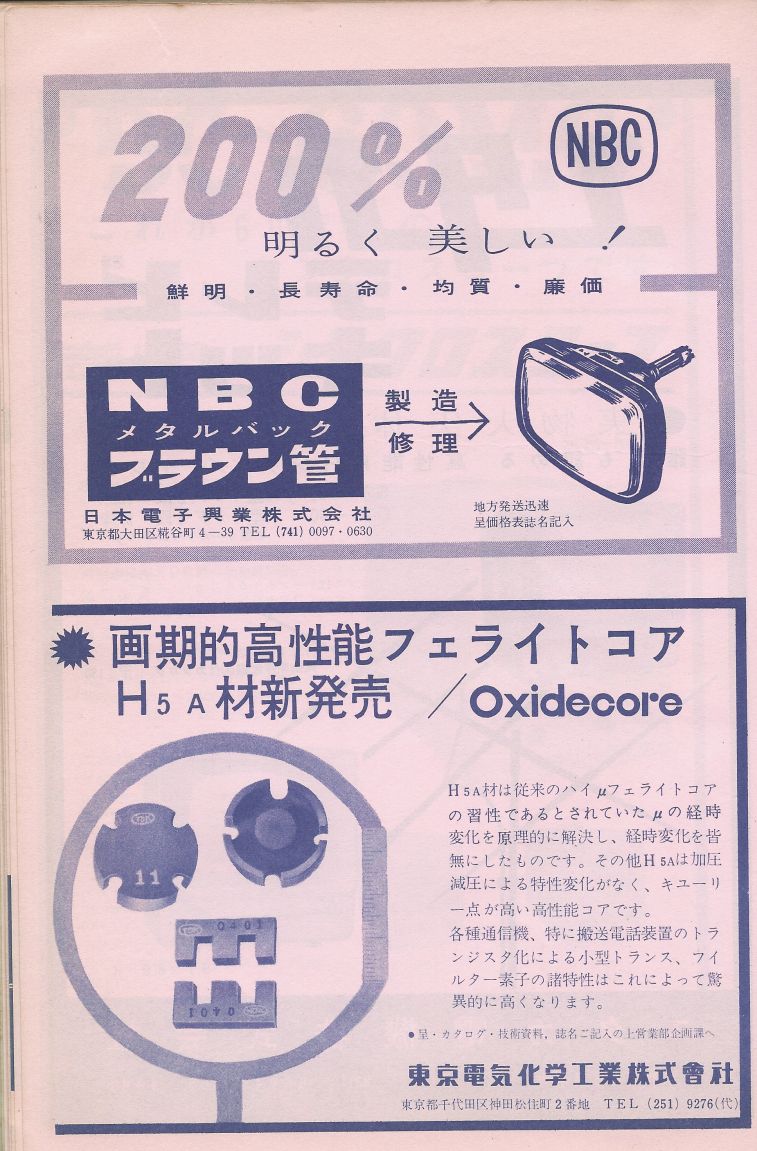 200%
NBC
明るく 美しい!
鮮明・長寿命・均質・廉価
NBC
メタルバック
ブラウン管
製造
修理
日本電子興業株式会社
東京都大田区糀谷町4—39 TEL (741) 0097・0630
地方発送迅速
呈価格表誌名記入
画期的高性能フェライトコア
H5A材新発売 /Oxidecore
H5A材は従来のハイμフェライトコア
の習性であるとされていたμの経時
変化を原理的に解決し、経時変化を皆
無にしたものです。その他H5Aは加圧
減圧による特性変化がなく、キユーリ
ー点が高い高性能コアです。
各種通信機、特に搬送電話装置のトラ
ンジスタ化による小型トランス、フイ
ルター素子の諸特性はこれによって驚
異的に高くなります。
TDK
11
TDK 0401
0401 TDK
●呈・カタログ・技術資料, 誌名ご記入の上営業部企画課へ
東京電気化学工業株式會社
東京都千代田区神田松住町2番地 TEL (251) 9276(代)